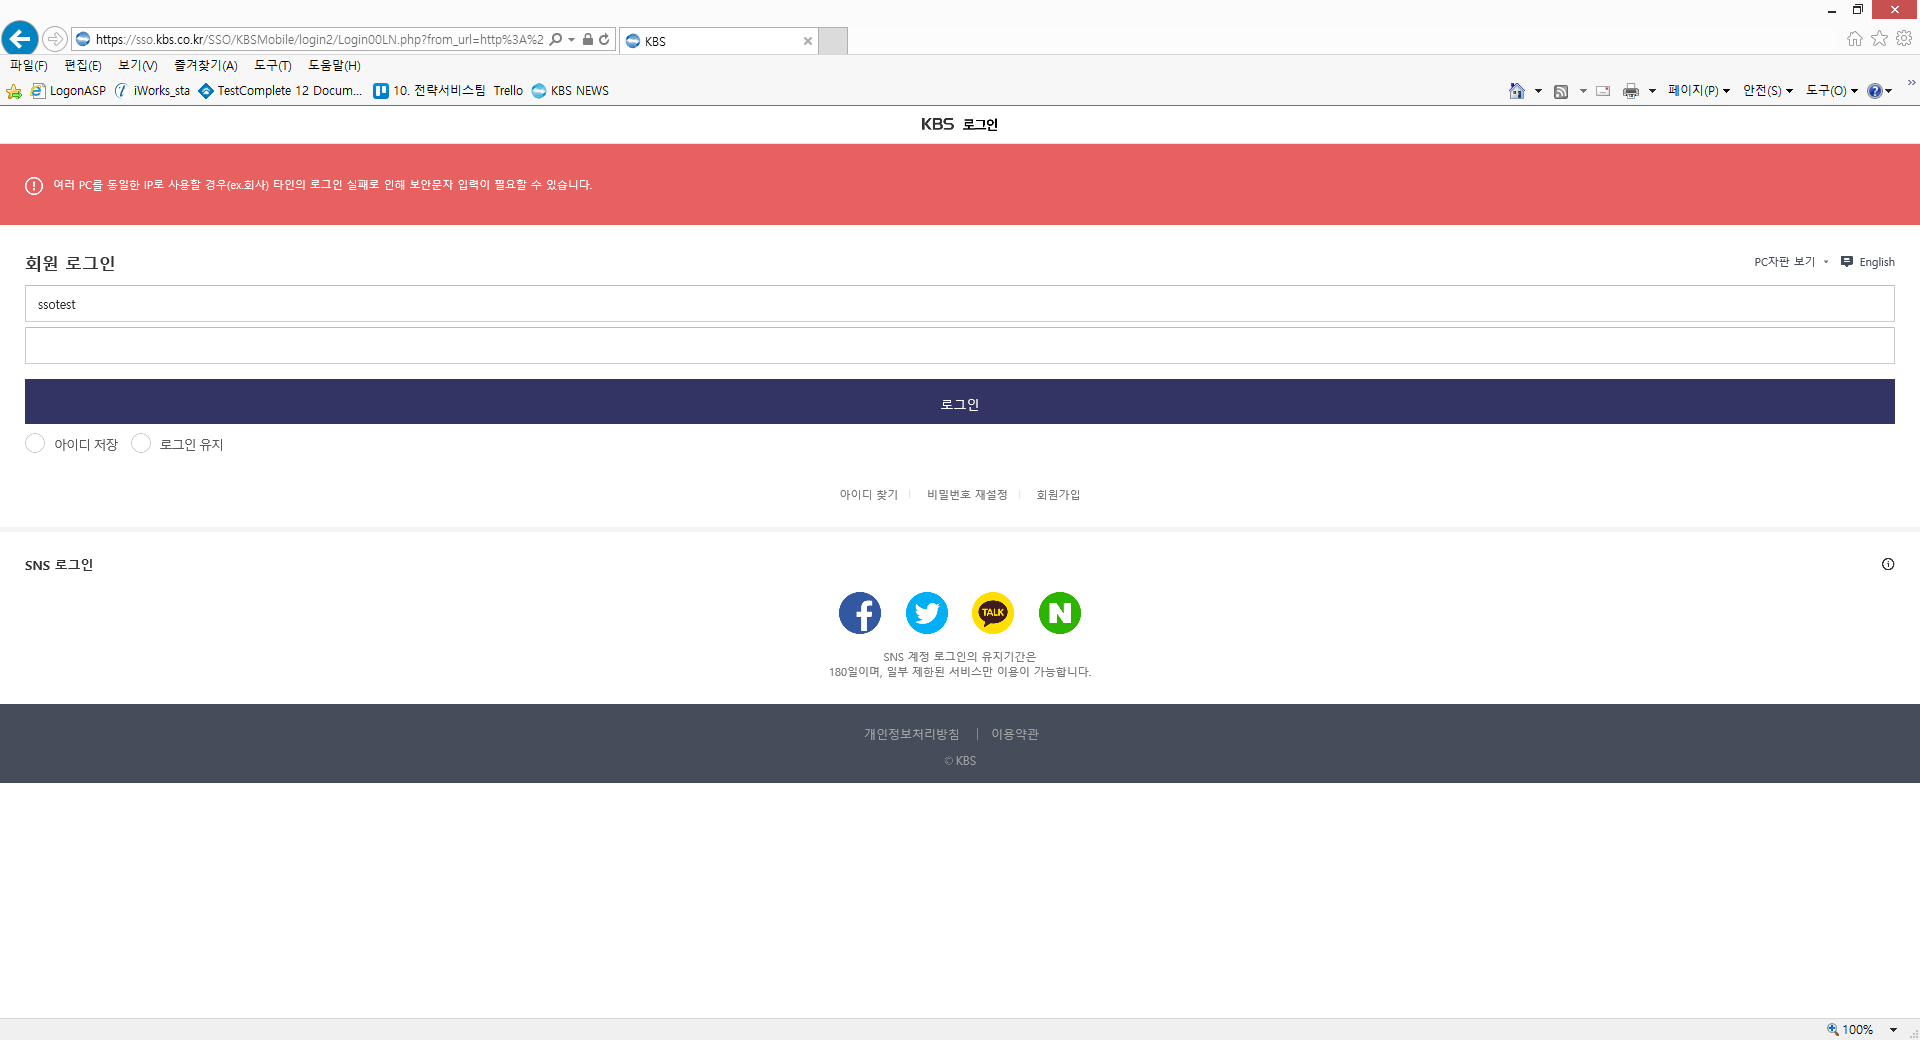 https://sso.kbs.co.kr/SSO/KBSMobile/login2/Login00LN.php?from_url=http%3A%2
KBS
파일(F) 편집(E) 보기(V) 즐겨찾기(A) 도구(T) 도움말(H)
LogonASP iWorks_sta TestComplete 12 Docum... 10. 전략서비스팀 Trello KBS NEWS
페이지(P) 안전(S) 도구(O)
KBS 로그인
여러 PC를 동일한 IP로 사용할 경우(ex.회사) 타인의 로그인 실패로 인해 보안문자 입력이 필요할 수 있습니다.
회원 로그인
PC자판 보기 English
ssotest
로그인
아이디 저장 로그인 유지
아이디 찾기 비밀번호 재설정 회원가입
SNS 로그인
TALK N
SNS 계정 로그인의 유지기간은
180일이며, 일부 제한된 서비스만 이용이 가능합니다.
개인정보처리방침 이용약관
© KBS
100%